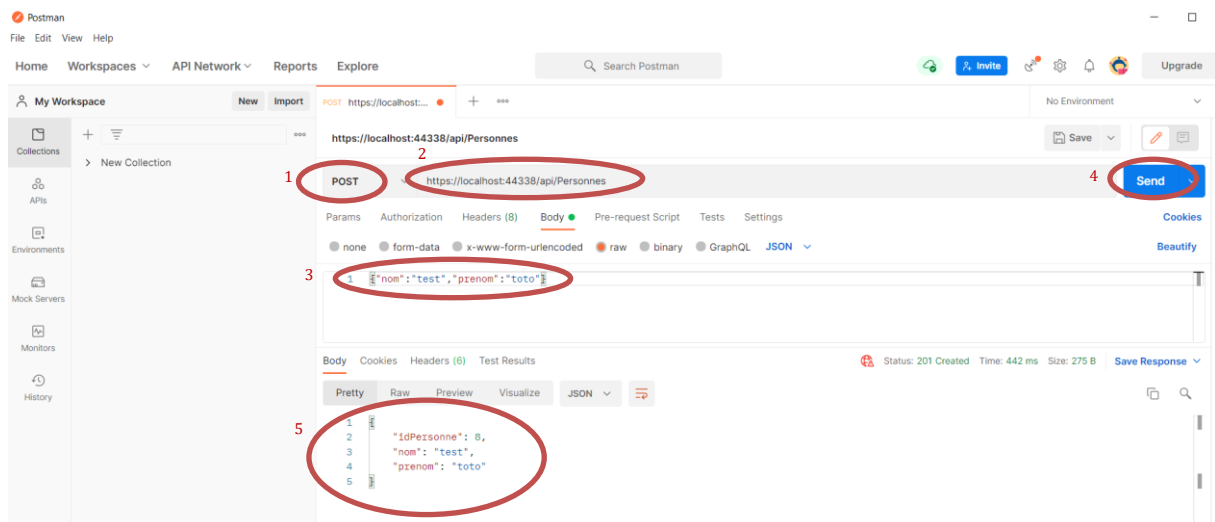 Postman
File Edit View Help
Home Workspaces API Network Reports Explore Search Postman Invite Upgrade
My Workspace New Import POST https://localhost:... + ooo No Environment
Collections + ooo https://localhost:44338/api/Personnes Save
> New Collection
2
1 POST https://localhost:44338/api/Personnes 4 Send
APIs
Params Authorization Headers (8) Body Pre-request Script Tests Settings Cookies
Environments none form-data x-www-form-urlencoded raw binary GraphQL JSON Beautify
3 1 {"nom":"test","prenom":"toto"}
Mock Servers
Monitors
Body Cookies Headers (6) Test Results Status: 201 Created Time: 442 ms Size: 275 B Save Response
History Pretty Raw Preview Visualize JSON
5
1 {
2 "idPersonne": 8,
3 "nom": "test",
4 "prenom": "toto"
5 }